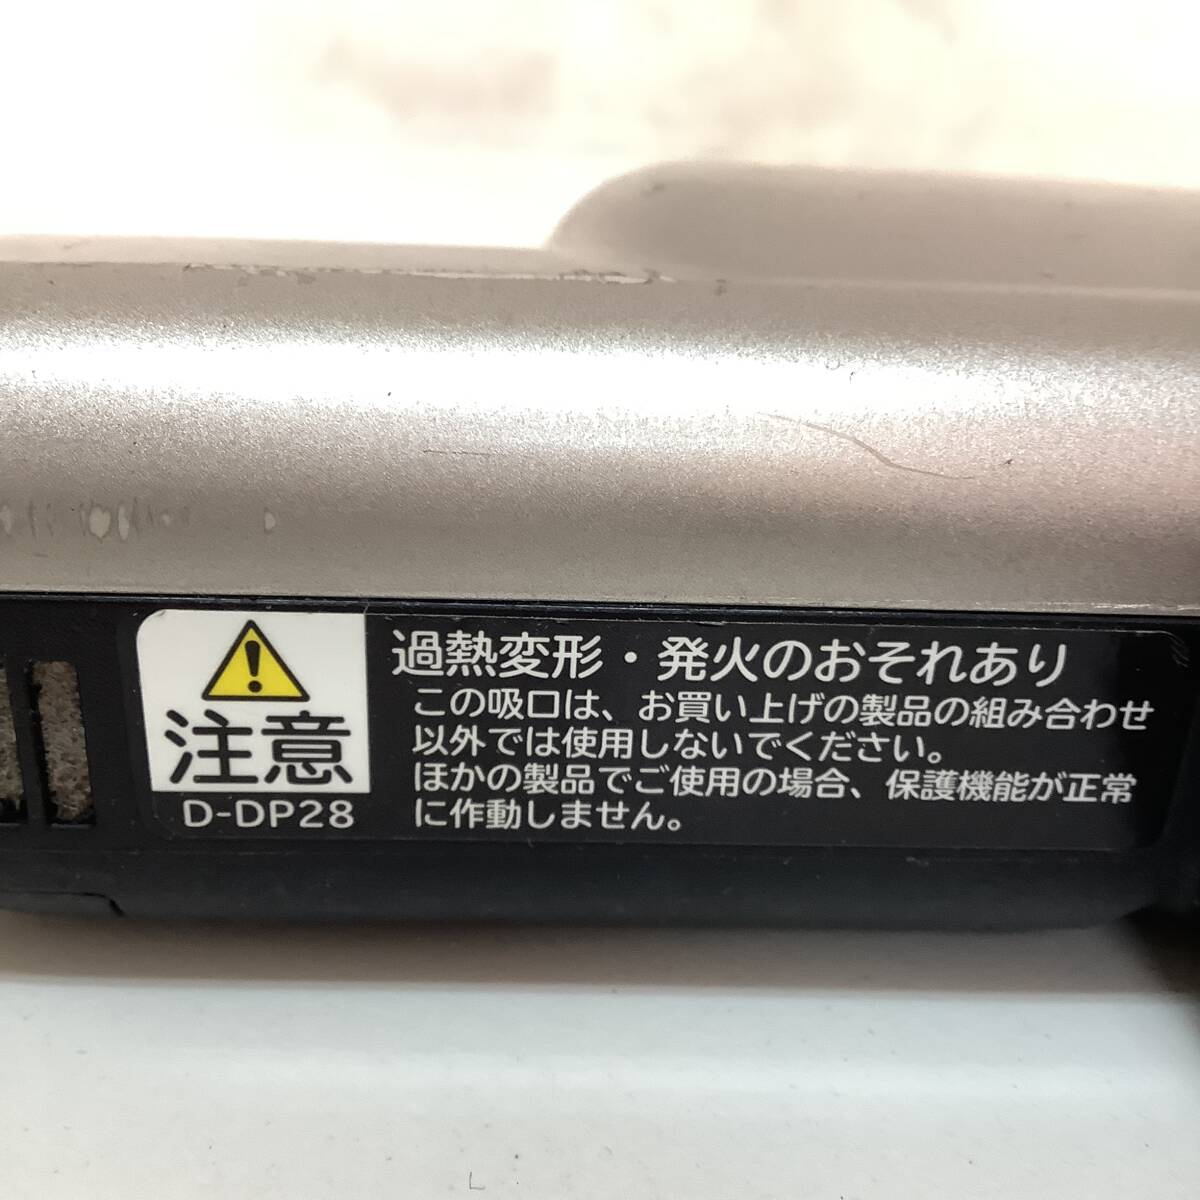 注意
D-DP28
過熱変形・発火のおそれあり
この吸口は、お買い上げの製品の組み合わせ
以外では使用しないでください。
ほかの製品でご使用の場合、保護機能が正常
に作動しません。